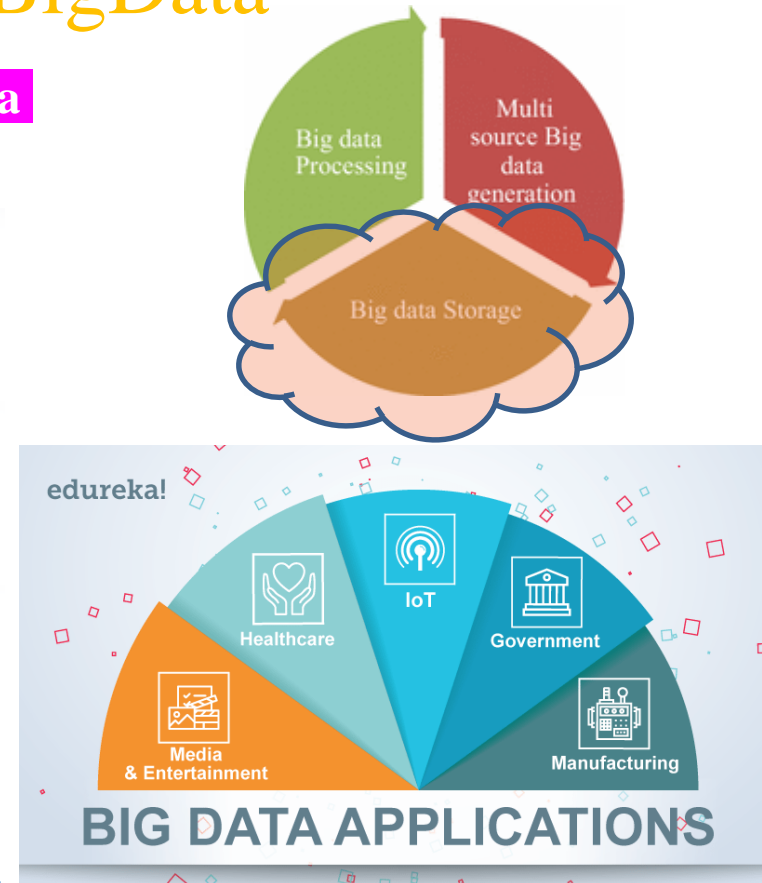 BigData
a
Big data
Processing
Multi
source Big
data
generation
Big data Storage
edureka!
Healthcare
IoT
Government
Media
& Entertainment
Manufacturing
BIG DATA APPLICATIONS